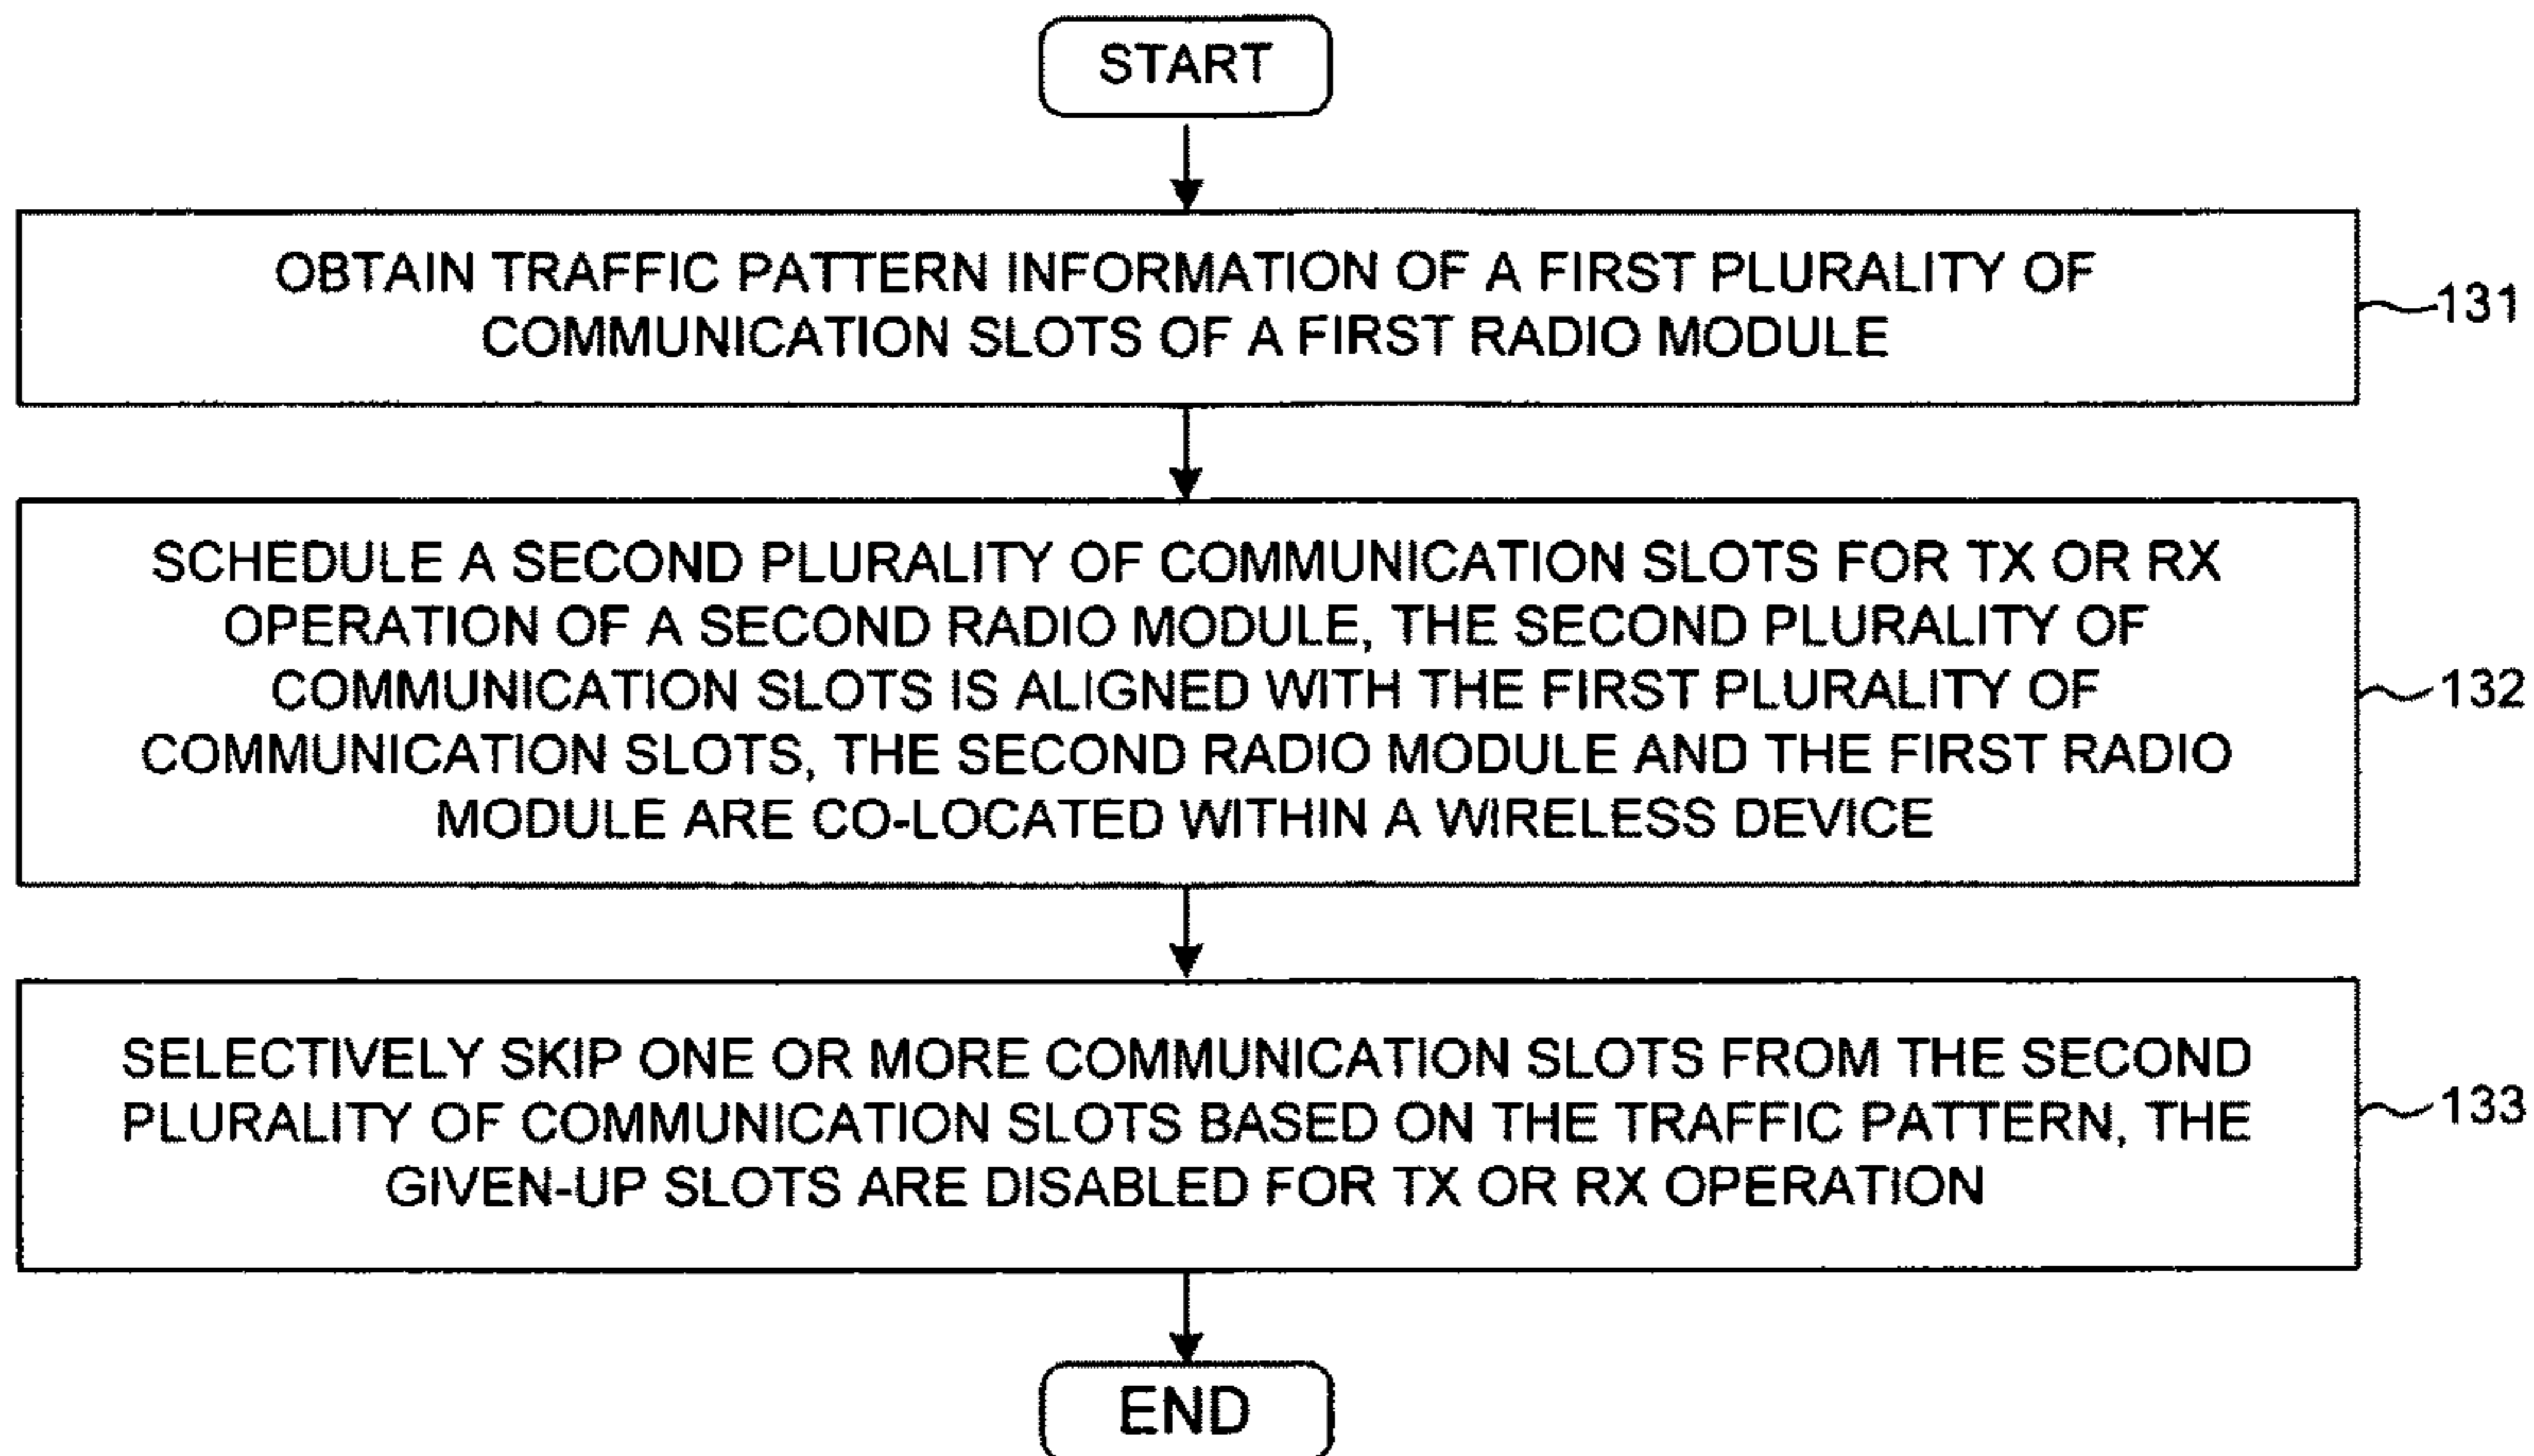 START
OBTAIN TRAFFIC PATTERN INFORMATION OF A FIRST PLURALITY OF
COMMUNICATION SLOTS OF A FIRST RADIO MODULE
131
SCHEDULE A SECOND PLURALITY OF COMMUNICATION SLOTS FOR TX OR RX
OPERATION OF A SECOND RADIO MODULE, THE SECOND PLURALITY OF
COMMUNICATION SLOTS IS ALIGNED WITH THE FIRST PLURALITY OF
COMMUNICATION SLOTS, THE SECOND RADIO MODULE AND THE FIRST RADIO
MODULE ARE CO-LOCATED WITHIN A WIRELESS DEVICE
132
SELECTIVELY SKIP ONE OR MORE COMMUNICATION SLOTS FROM THE SECOND
PLURALITY OF COMMUNICATION SLOTS BASED ON THE TRAFFIC PATTERN, THE
GIVEN-UP SLOTS ARE DISABLED FOR TX OR RX OPERATION
133
END